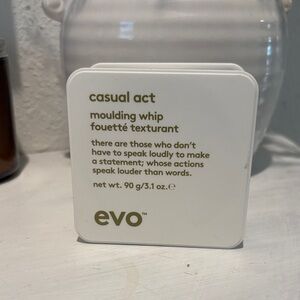 casual act
moulding whip
fouetté texturant
there are those who don't
have to speak loudly to make
a statement; whose actions
speak louder than words.
net. wt. 90 g/3.1 oz.℮
evo™